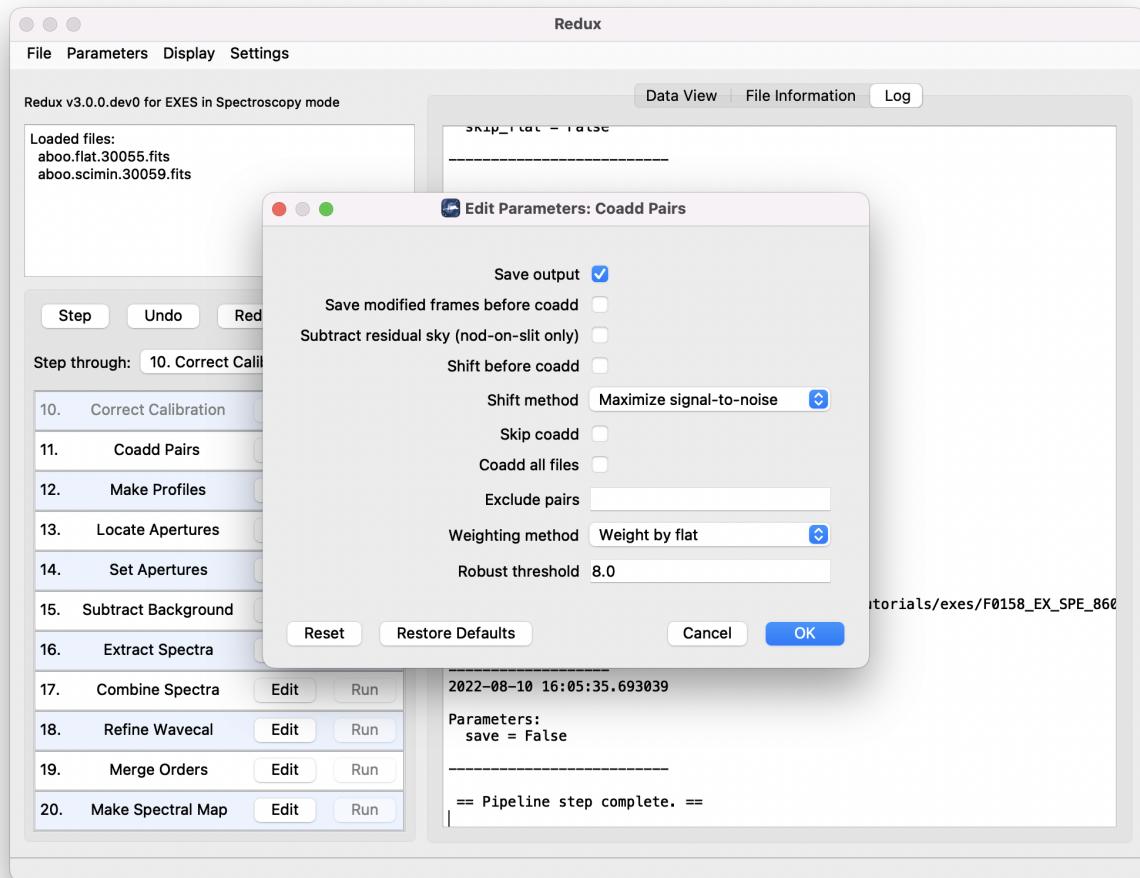 Redux
File Parameters Display Settings
Redux v3.0.0.dev0 for EXES in Spectroscopy mode
Data View File Information Log
Loaded files:
aboo.flat.30055.fits
aboo.scimin.30059.fits
skip_flat = False
--------------------------
Edit Parameters: Coadd Pairs
Save output
Save modified frames before coadd
Subtract residual sky (nod-on-slit only)
Shift before coadd
Shift method Maximize signal-to-noise
Skip coadd
Coadd all files
Exclude pairs
Weighting method Weight by flat
Robust threshold 8.0
Reset Restore Defaults Cancel OK
Step Undo Red
Step through: 10. Correct Calib
10. Correct Calibration
11. Coadd Pairs
12. Make Profiles
13. Locate Apertures
14. Set Apertures
15. Subtract Background
16. Extract Spectra
17. Combine Spectra Edit Run
18. Refine Wavecal Edit Run
19. Merge Orders Edit Run
20. Make Spectral Map Edit Run
utorials/exes/F0158_EX_SPE_860
-------------------
2022-08-10 16:05:35.693039
Parameters:
save = False
--------------------------
== Pipeline step complete. ==